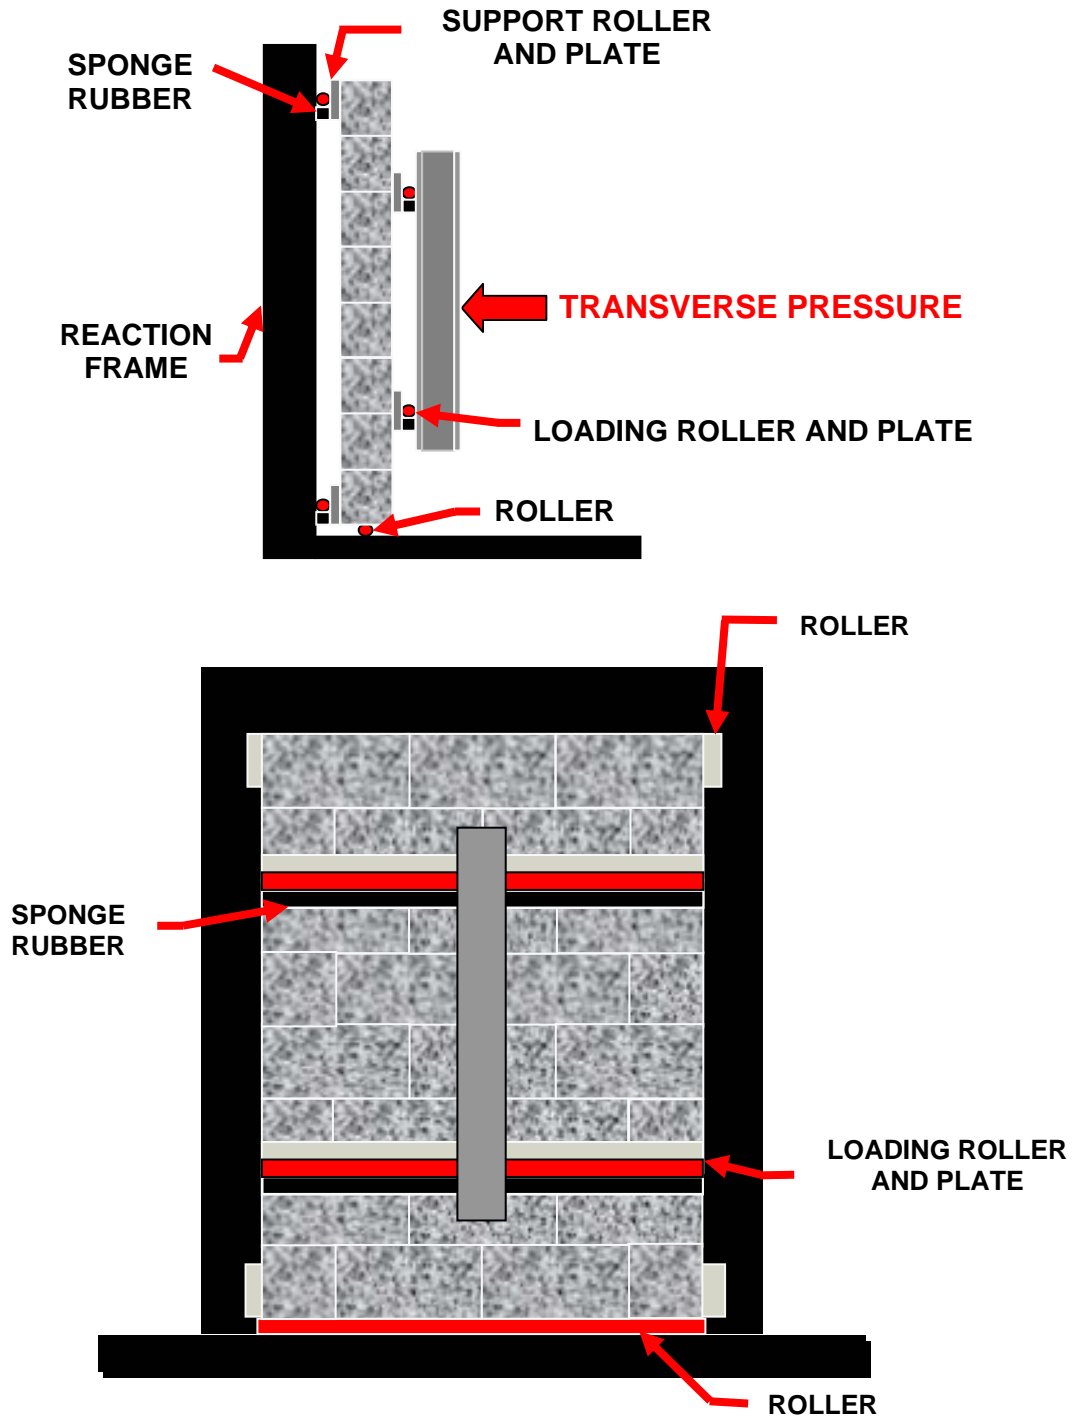 SUPPORT ROLLER
AND PLATE
SPONGE
RUBBER
TRANSVERSE PRESSURE
REACTION
FRAME
LOADING ROLLER AND PLATE
ROLLER
ROLLER
SPONGE
RUBBER
LOADING ROLLER
AND PLATE
ROLLER